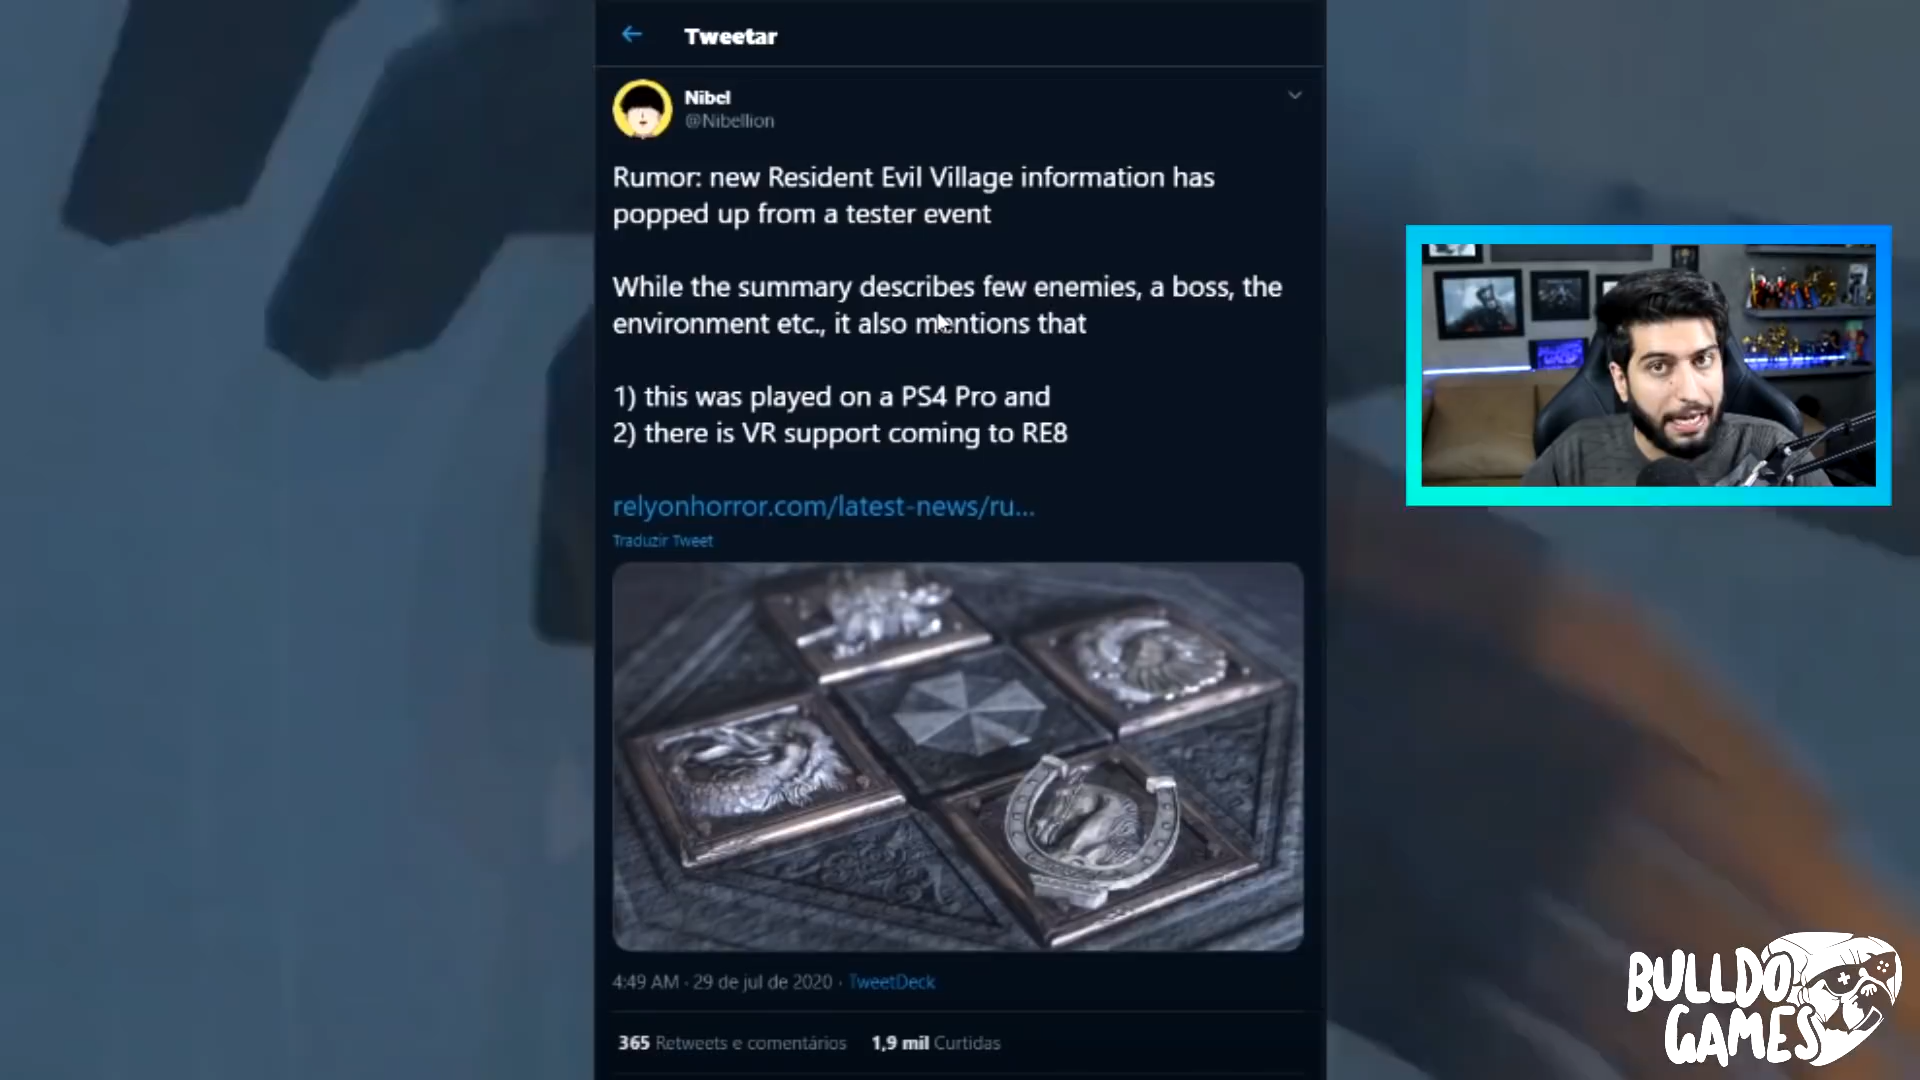 Tweetar
Nibel
@Nibellion
Rumor: new Resident Evil Village information has
popped up from a tester event
While the summary describes few enemies, a boss, the
environment etc., it also mentions that
1) this was played on a PS4 Pro and
2) there is VR support coming to RE8
relyonhorror.com/latest-news/ru...
Traduzir Tweet
4:49 AM · 29 de jul de 2020 · TweetDeck
365 Retweets e comentários 1,9 mil Curtidas
BULLDO
GAMES